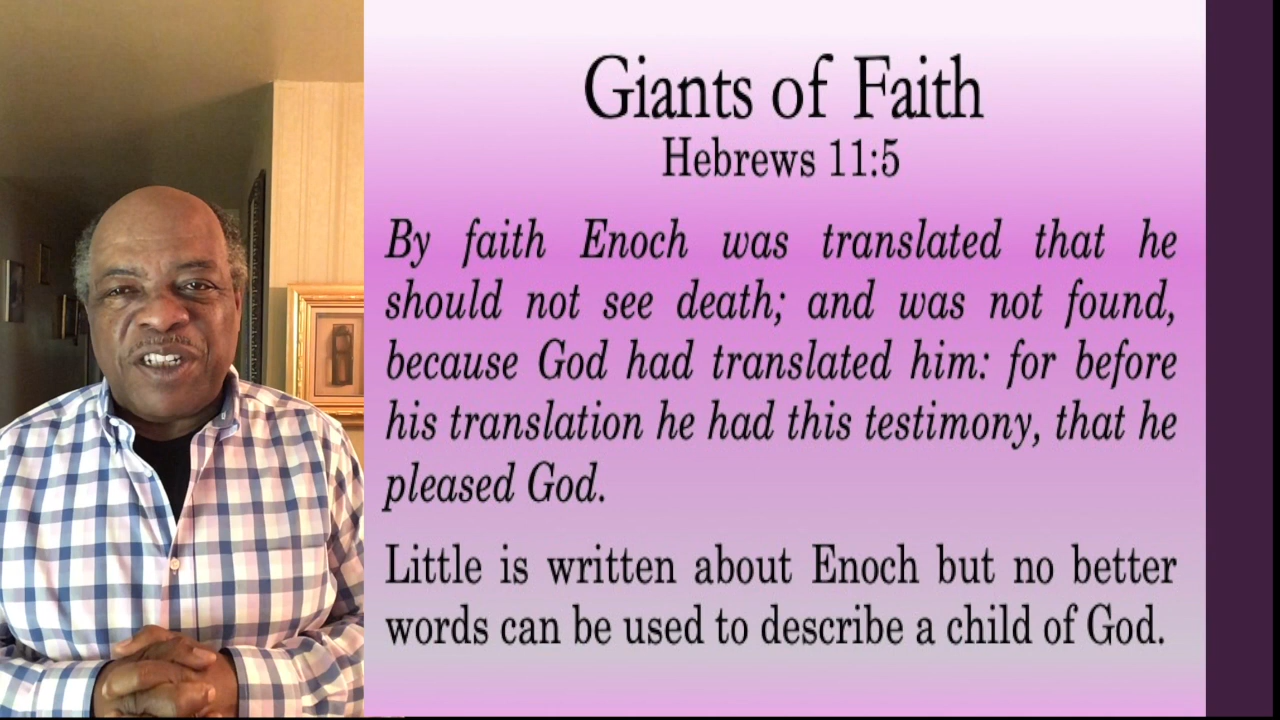 Giants of Faith
Hebrews 11:5
By faith Enoch was translated that he
should not see death; and was not found,
because God had translated him: for before
his translation he had this testimony, that he
pleased God.
Little is written about Enoch but no better
words can be used to describe a child of God.